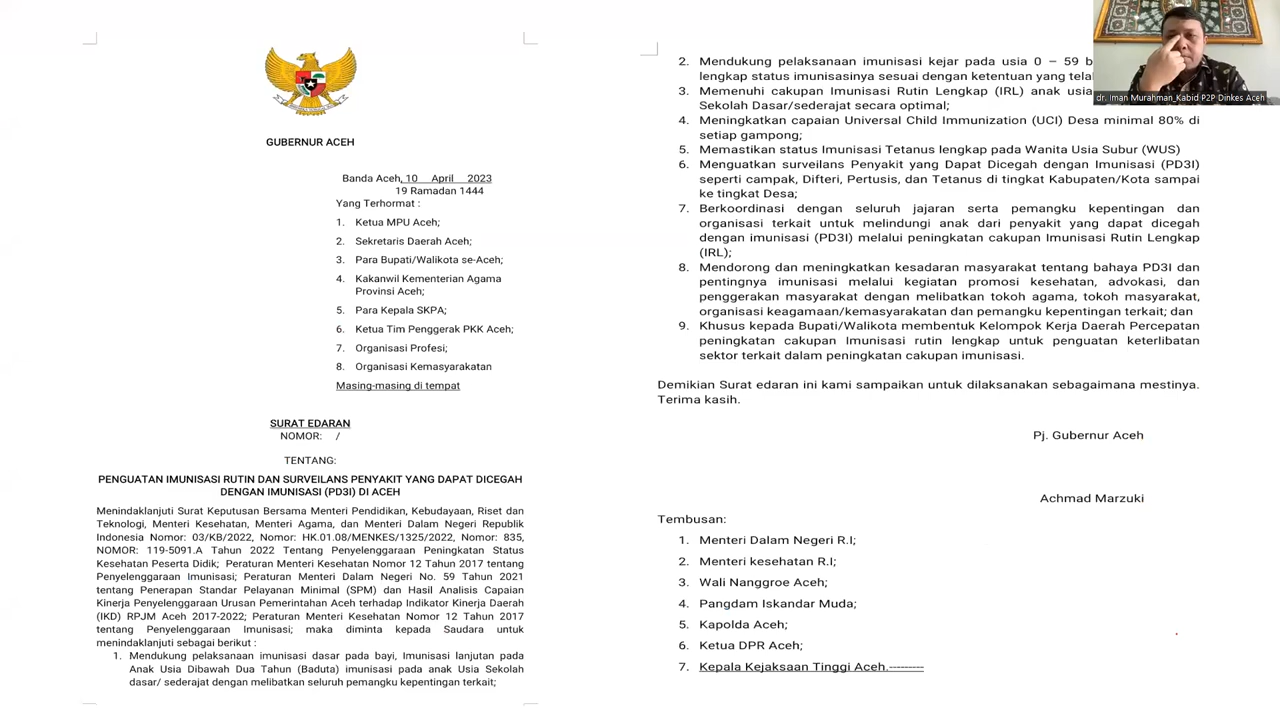 GUBERNUR ACEH
Banda Aceh, 10 April 2023
19 Ramadan 1444
Yang Terhormat :
1. Ketua MPU Aceh;
2. Sekretaris Daerah Aceh;
3. Para Bupati/Walikota se-Aceh;
4. Kakanwil Kementerian Agama
Provinsi Aceh;
5. Para Kepala SKPA;
6. Ketua Tim Penggerak PKK Aceh;
7. Organisasi Profesi;
8. Organisasi Kemasyarakatan
Masing-masing di tempat
SURAT EDARAN
NOMOR: /
TENTANG:
PENGUATAN IMUNISASI RUTIN DAN SURVEILANS PENYAKIT YANG DAPAT DICEGAH
DENGAN IMUNISASI (PD3I) DI ACEH
Menindaklanjuti Surat Keputusan Bersama Menteri Pendidikan, Kebudayaan, Riset dan
Teknologi, Menteri Kesehatan, Menteri Agama, dan Menteri Dalam Negeri Republik
Indonesia Nomor: 03/KB/2022, Nomor: HK.01.08/MENKES/1325/2022, Nomor: 835,
NOMOR: 119-5091.A Tahun 2022 Tentang Penyelenggaraan Peningkatan Status
Kesehatan Peserta Didik; Peraturan Menteri Kesehatan Nomor 12 Tahun 2017 tentang
Penyelenggaraan Imunisasi; Peraturan Menteri Dalam Negeri No. 59 Tahun 2021
tentang Penerapan Standar Pelayanan Minimal (SPM) dan Hasil Analisis Capaian
Kinerja Penyelenggaraan Urusan Pemerintahan Aceh terhadap Indikator Kinerja Daerah
(IKD) RPJM Aceh 2017-2022; Peraturan Menteri Kesehatan Nomor 12 Tahun 2017
tentang Penyelenggaraan Imunisasi; maka diminta kepada Saudara untuk
menindaklanjuti sebagai berikut :
1. Mendukung pelaksanaan imunisasi dasar pada bayi, Imunisasi lanjutan pada
Anak Usia Dibawah Dua Tahun (Baduta) imunisasi pada anak Usia Sekolah
dasar/ sederajat dengan melibatkan seluruh pemangku kepentingan terkait;
2. Mendukung pelaksanaan imunisasi kejar pada usia 0 – 59 b
lengkap status imunisasinya sesuai dengan ketentuan yang tela
3. Memenuhi cakupan Imunisasi Rutin Lengkap (IRL) anak usia
Sekolah Dasar/sederajat secara optimal;
4. Meningkatkan capaian Universal Child Immunization (UCI) Desa minimal 80% di
setiap gampong;
5. Memastikan status Imunisasi Tetanus lengkap pada Wanita Usia Subur (WUS)
6. Menguatkan surveilans Penyakit yang Dapat Dicegah dengan Imunisasi (PD3I)
seperti campak, Difteri, Pertusis, dan Tetanus di tingkat Kabupaten/Kota sampai
ke tingkat Desa;
7. Berkoordinasi dengan seluruh jajaran serta pemangku kepentingan dan
organisasi terkait untuk melindungi anak dari penyakit yang dapat dicegah
dengan imunisasi (PD3I) melalui peningkatan cakupan Imunisasi Rutin Lengkap
(IRL);
8. Mendorong dan meningkatkan kesadaran masyarakat tentang bahaya PD3I dan
pentingnya imunisasi melalui kegiatan promosi kesehatan, advokasi, dan
penggerakan masyarakat dengan melibatkan tokoh agama, tokoh masyarakat,
organisasi keagamaan/kemasyarakatan dan pemangku kepentingan terkait; dan
9. Khusus kepada Bupati/Walikota membentuk Kelompok Kerja Daerah Percepatan
peningkatan cakupan Imunisasi rutin lengkap untuk penguatan keterlibatan
sektor terkait dalam peningkatan cakupan imunisasi.
Demikian Surat edaran ini kami sampaikan untuk dilaksanakan sebagaimana mestinya.
Terima kasih.
Pj. Gubernur Aceh
Achmad Marzuki
Tembusan:
1. Menteri Dalam Negeri R.I;
2. Menteri kesehatan R.I;
3. Wali Nanggroe Aceh;
4. Pangdam Iskandar Muda;
5. Kapolda Aceh;
6. Ketua DPR Aceh;
7. Kepala Kejaksaan Tinggi Aceh.---------
dr. Iman Murahman_Kabid P2P Dinkes Aceh